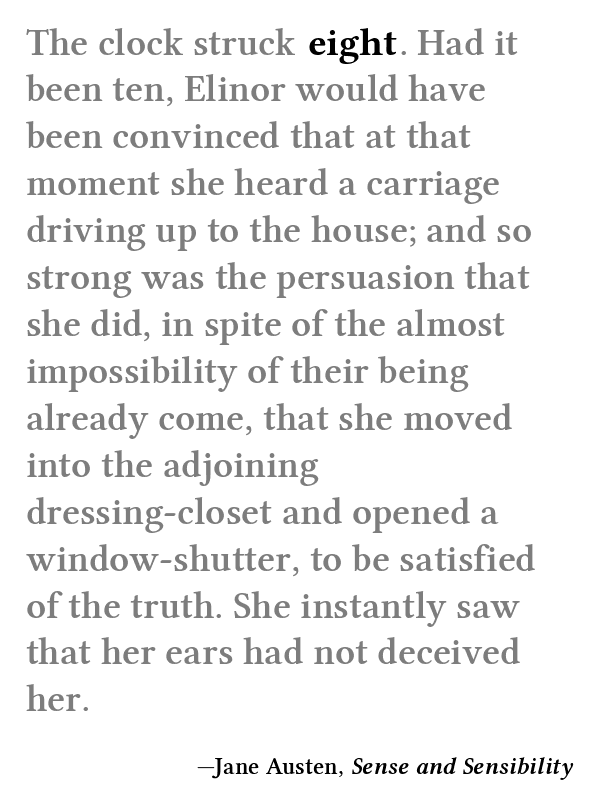 The clock struck eight. Had it
been ten, Elinor would have
been convinced that at that
moment she heard a carriage
driving up to the house; and so
strong was the persuasion that
she did, in spite of the almost
impossibility of their being
already come, that she moved
into the adjoining
dressing-closet and opened a
window-shutter, to be satisfied
of the truth. She instantly saw
that her ears had not deceived
her.
—Jane Austen, Sense and Sensibility